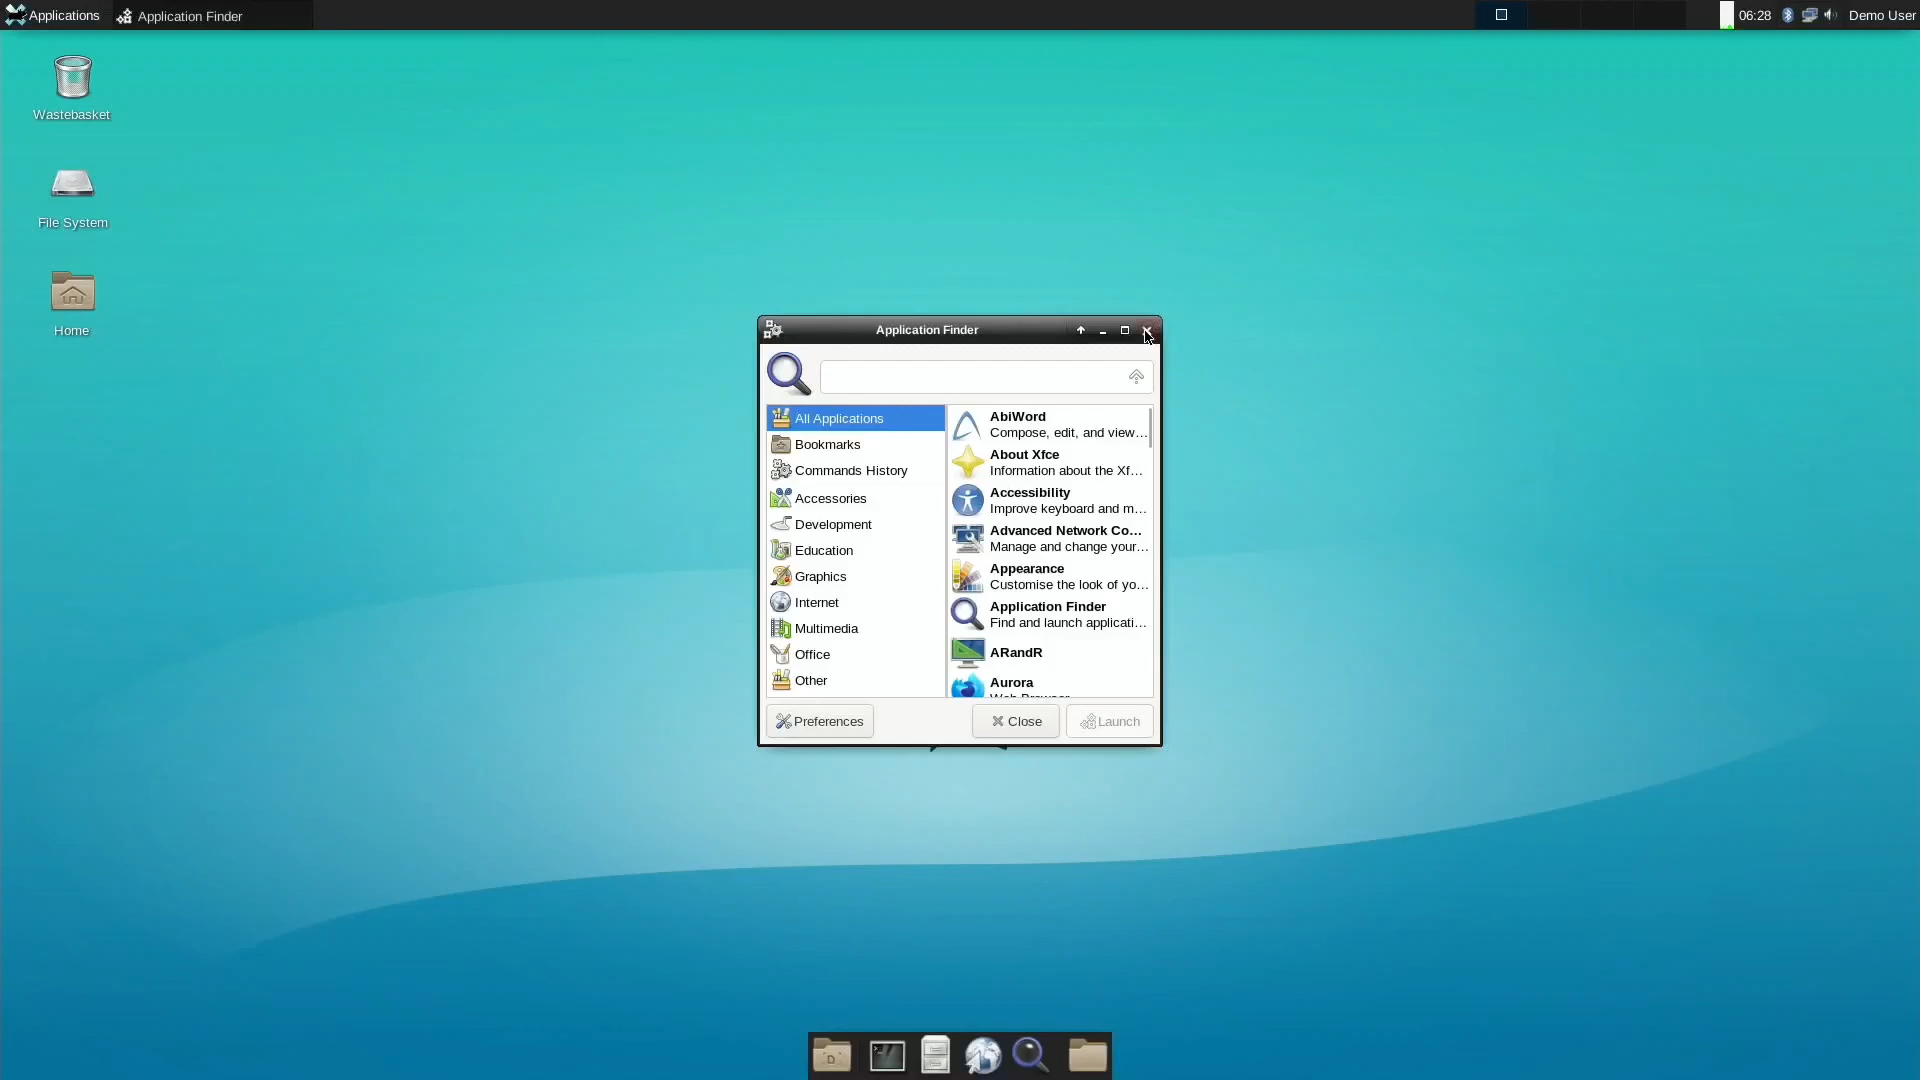 Applications
Application Finder
06:28
Demo User
Wastebasket
File System
Home
Application Finder
All Applications
Bookmarks
Commands History
Accessories
Development
Education
Graphics
Internet
Multimedia
Office
Other
AbiWord
Compose, edit, and view...
About Xfce
Information about the Xf...
Accessibility
Improve keyboard and m...
Advanced Network Co...
Manage and change your...
Appearance
Customise the look of yo...
Application Finder
Find and launch applicati...
ARandR
Aurora
Web Browser
Preferences
Close
Launch
D